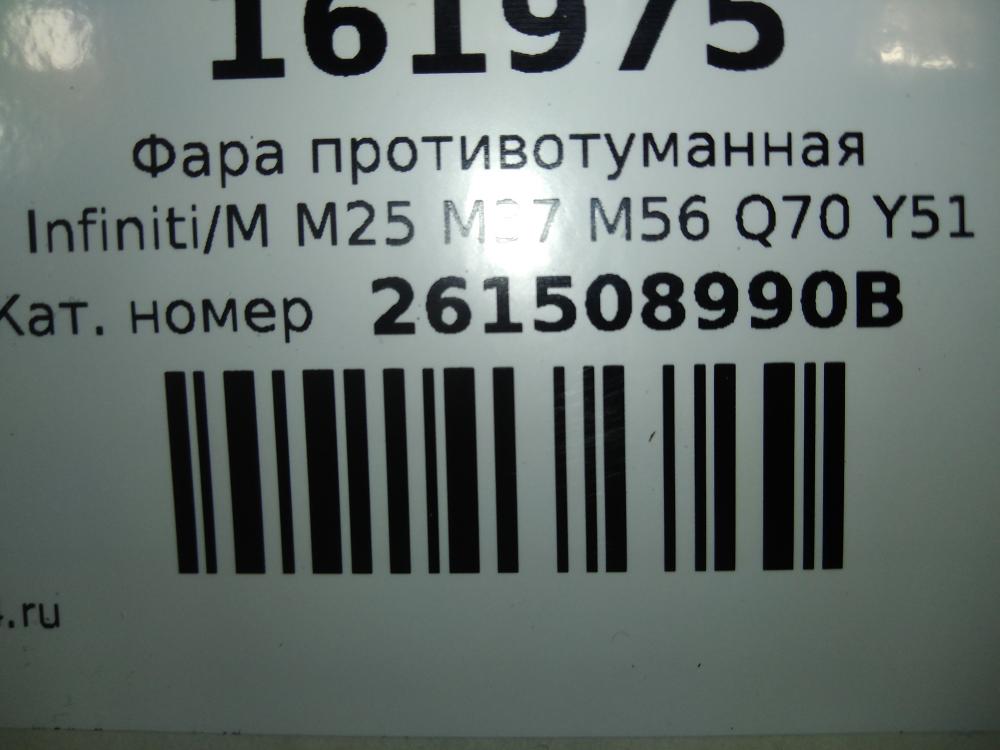 161975
Фара противотуманная
Infiniti/M M25 M37 M56 Q70 Y51
Кат. номер 261508990B
.ru